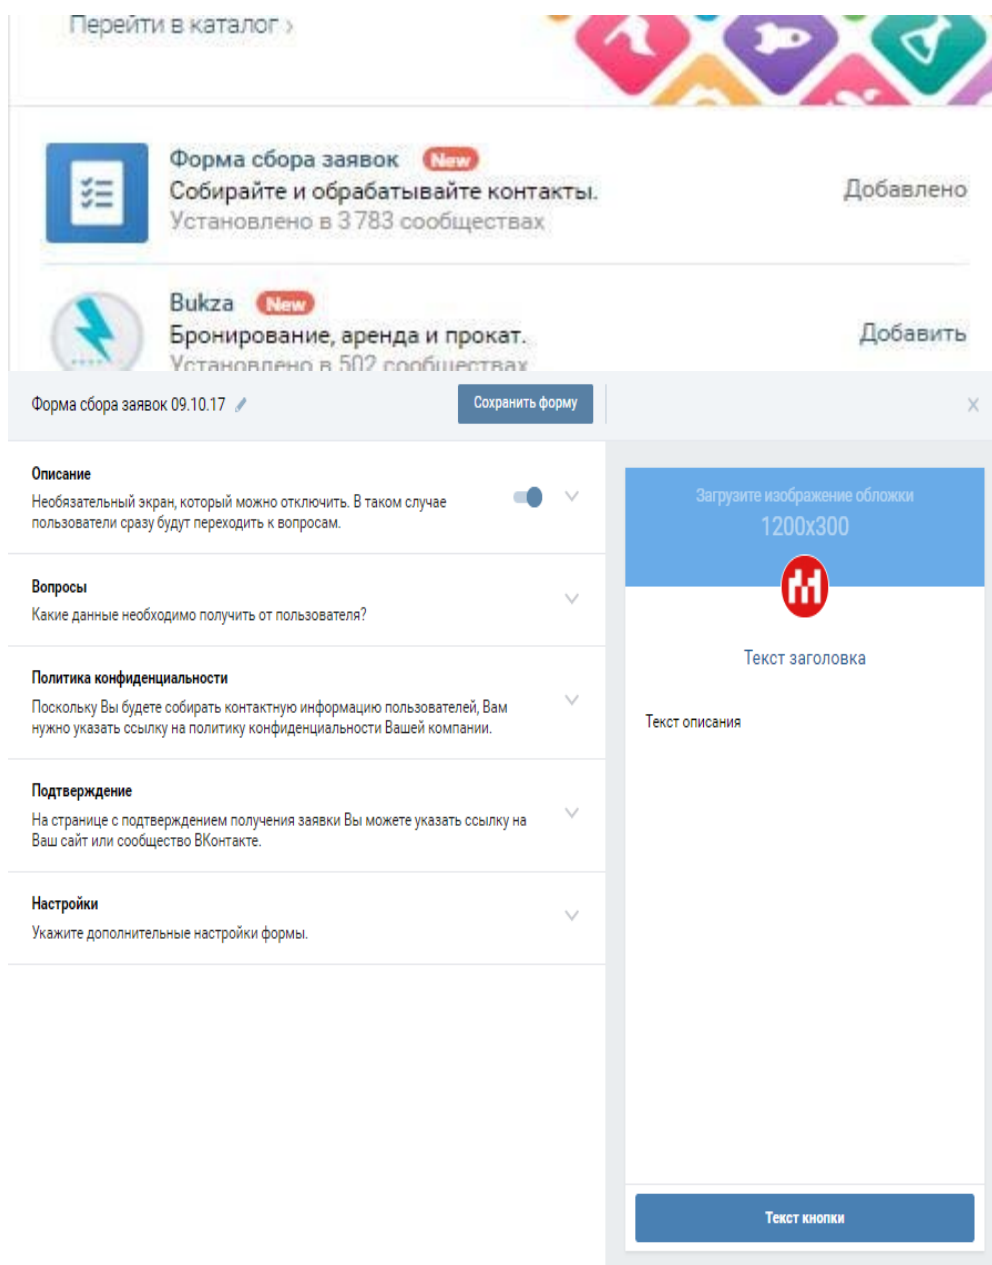 Перейти в каталог ›
Форма сбора заявок New
Собирайте и обрабатывайте контакты.
Установлено в 3 783 сообществах
Добавлено
Bukza New
Бронирование, аренда и прокат.
Установлено в 502 сообществах
Добавить
Форма сбора заявок 09.10.17
Сохранить форму
Описание
Необязательный экран, который можно отключить. В таком случае
пользователи сразу будут переходить к вопросам.
Вопросы
Какие данные необходимо получить от пользователя?
Политика конфиденциальности
Поскольку Вы будете собирать контактную информацию пользователей, Вам
нужно указать ссылку на политику конфиденциальности Вашей компании.
Подтверждение
На странице с подтверждением получения заявки Вы можете указать ссылку на
Ваш сайт или сообщество ВКонтакте.
Настройки
Укажите дополнительные настройки формы.
Загрузите изображение обложки
1200x300
Текст заголовка
Текст описания
Текст кнопки